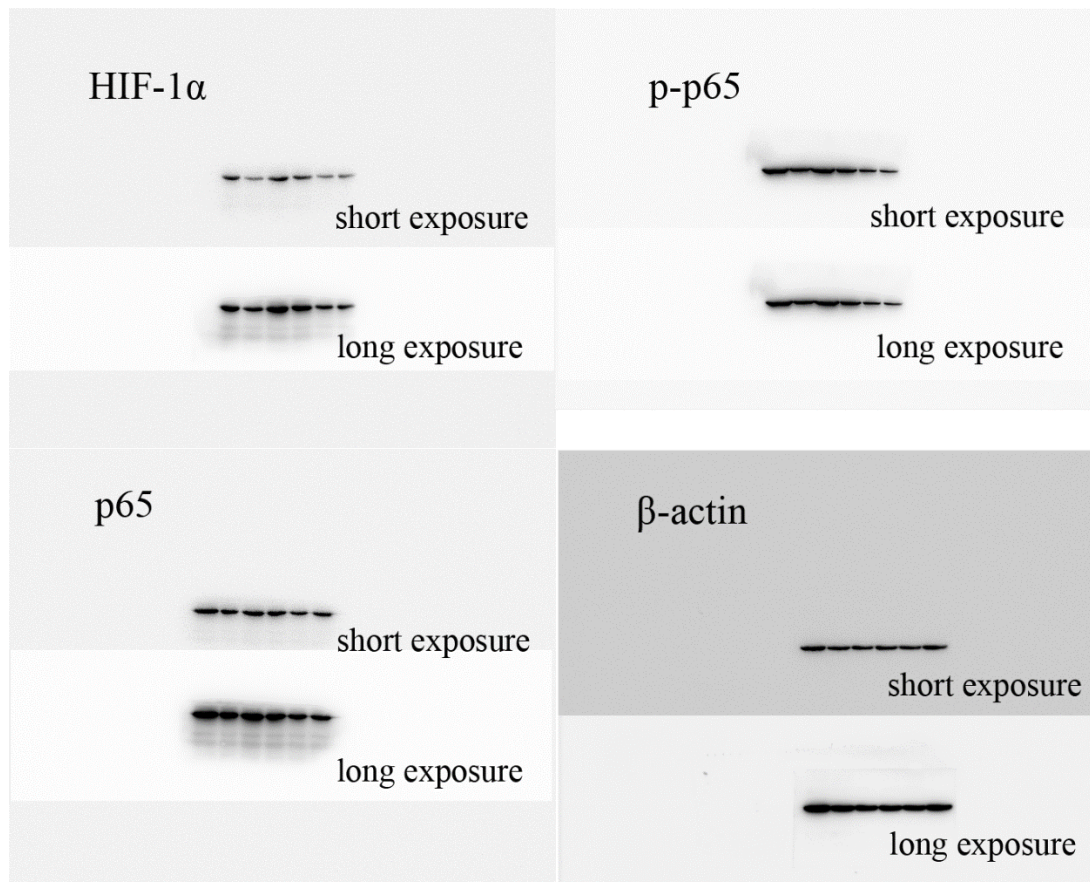 HIF-1α
short exposure
long exposure
p-p65
short exposure
long exposure
p65
short exposure
long exposure
β-actin
short exposure
long exposure